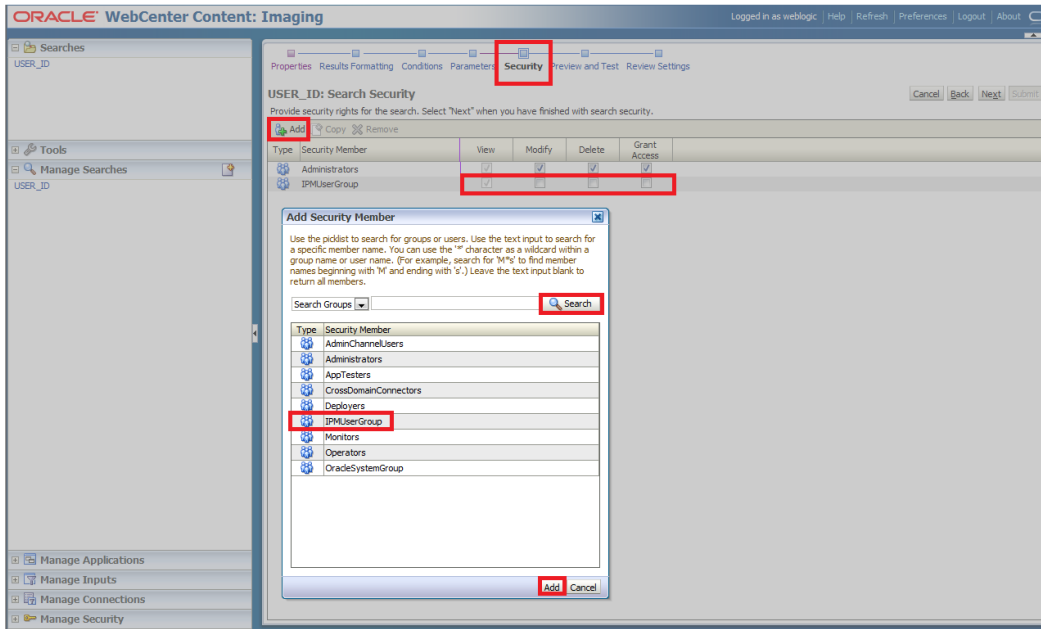 ORACLE WebCenter Content: Imaging
Logged in as weblogic Help Refresh Preferences Logout About
Searches
USER_ID
Tools
Manage Searches
USER_ID
Manage Applications
Manage Inputs
Manage Connections
Manage Security
Properties Results Formatting Conditions Parameters Security Preview and Test Review Settings
USER_ID: Search Security
Cancel Back Next Submit
Provide security rights for the search. Select "Next" when you have finished with search security.
Add Copy Remove
Type Security Member View Modify Delete Grant Access
Administrators
IPMUserGroup
Add Security Member
Use the picklist to search for groups or users. Use the text input to search for
a specific member name. You can use the '*' character as a wildcard within a
group name or user name. (For example, search for 'M*s' to find member
names beginning with 'M' and ending with 's'.) Leave the text input blank to
return all members.
Search Groups Search
Type Security Member
AdminChannelUsers
Administrators
AppTesters
CrossDomainConnectors
Deployers
IPMUserGroup
Monitors
Operators
OracleSystemGroup
Add Cancel